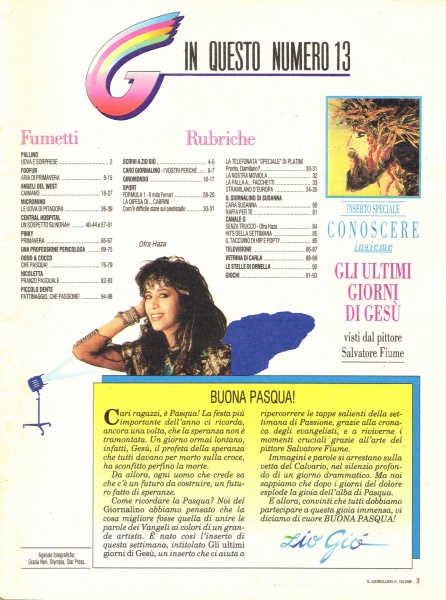 G IN QUESTO NUMERO 13
Fumetti
PALLINO
UOVA E SORPRESE 2
FOOFUR
ARIA DI PRIMAVERA 8-15
ANGELI DEL WEST
CAIMANO 18-27
MICROMINO
LE UOVA DI PITAGORA 36-39
CENTRAL HOSPITAL
UN SOSPETTO SU NORAH 40-44 e 57-61
PINKY
PRIMAVERA 65-67
UNA PROFESSIONE PERICOLOSA 69-75
DODO & COCCO
CHE PASQUA! 76-79
NICOLETTA
PRANZO PASQUALE 82-83
PICCOLO DENTE
PATTINAGGIO, CHE PASSIONE! 94-98
Rubriche
SCRIVI A ZIO GIÒ 4-5
CARO GIORNALINO - I VOSTRI PERCHÉ 6-7
GIROMONDO 16-17
SPORT
FORMULA 1 - Il mito Ferrari 28-29
LA DIFESA DI... CABRINI
Com'è difficile stare sul piedistallo 30-31
LA TELEFONATA "SPECIALE" DI PLATINI
Pronto, Damilano? 30-31
LA NOSTRA MOVIOLA 32
LA PALLA A... FACCHETTI 33
STRAMILANO D'EUROPA 34-35
IL GIORNALINO DI SUSANNA
CARA SUSANNA 80
RAFFA PER TE 81
CANALE G
SENZA TRUCCO - Ofra Haza 84
HITS DELLA SETTIMANA 85
IL TACCUINO DI HIP E POPTY 85
TELEVISIONE 86-87
VETRINA DI CARLA 88-89
LE STELLE DI ORNELLA 90
GIOCHI 91-93
INSERTO SPECIALE
CONOSCERE
insieme
GLI ULTIMI
GIORNI
DI GESÙ
visti dal pittore
Salvatore Fiume
Ofra Haza
BUONA PASQUA!
Cari ragazzi, è Pasqua! La festa più
importante dell'anno ci ricorda,
ancora una volta, che la speranza non è
tramontata. Un giorno ormai lontano,
infatti, Gesù, il profeta della speranza
che tutti davano per morto sulla croce,
ha sconfitto perfino la morte.
Da allora, ogni uomo che crede sa
che c'è un futuro da costruire, un futu-
ro fatto di speranze.
Come ricordare la Pasqua? Noi del
Giornalino abbiamo pensato che la
cosa migliore fosse quella di unire le
parole dei Vangeli ai colori di un gran-
de artista. È nato così l'inserto di
questa settimana, intitolato Gli ultimi
giorni di Gesù, un inserto che ci aiuta a
ripercorrere le tappe salienti della set-
timana di Passione, grazie alla crona-
ca degli evangelisti, e a riviverne i
momenti cruciali grazie all'arte del
pittore Salvatore Fiume.
Immagini e parole si arrestano sulla
vetta del Calvario, nel silenzio profon-
do di un giorno drammatico. Ma noi
sappiamo che dopo i giorni del dolore
esplode la gioia dell'alba di Pasqua.
E allora, convinti che tutti dobbiamo
partecipare a questa gioia immensa, vi
diciamo di cuore BUONA PASQUA!
Zio Giò
Agenzie fotografiche:
Grazia Neri, Olympia, Star Press.
IL GIORNALINO N. 13/1988 - 3